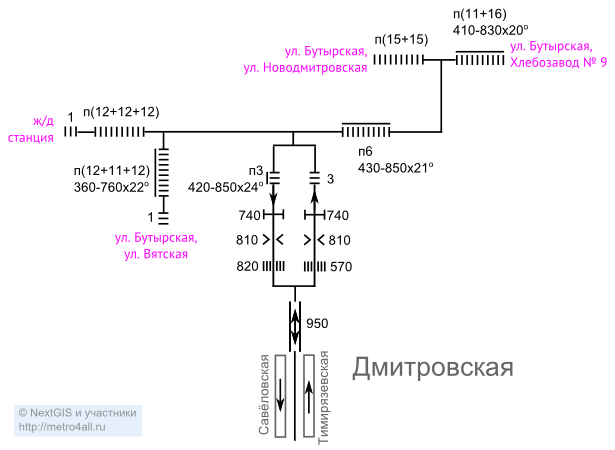 п(11+16)
410-830x20°
п(15+15)
ул. Бутырская,
ул. Новодмитровская
ул. Бутырская,
Хлебозавод № 9
ж/д
станция
1
п(12+12+12)
п(12+11+12)
360-760x22°
1
ул. Бутырская,
ул. Вятская
п3
420-850x24°
3
п6
430-850x21°
740
740
810
810
820
570
950
Савёловская
Тимирязевская
Дмитровская
© NextGIS и участники
http://metro4all.ru